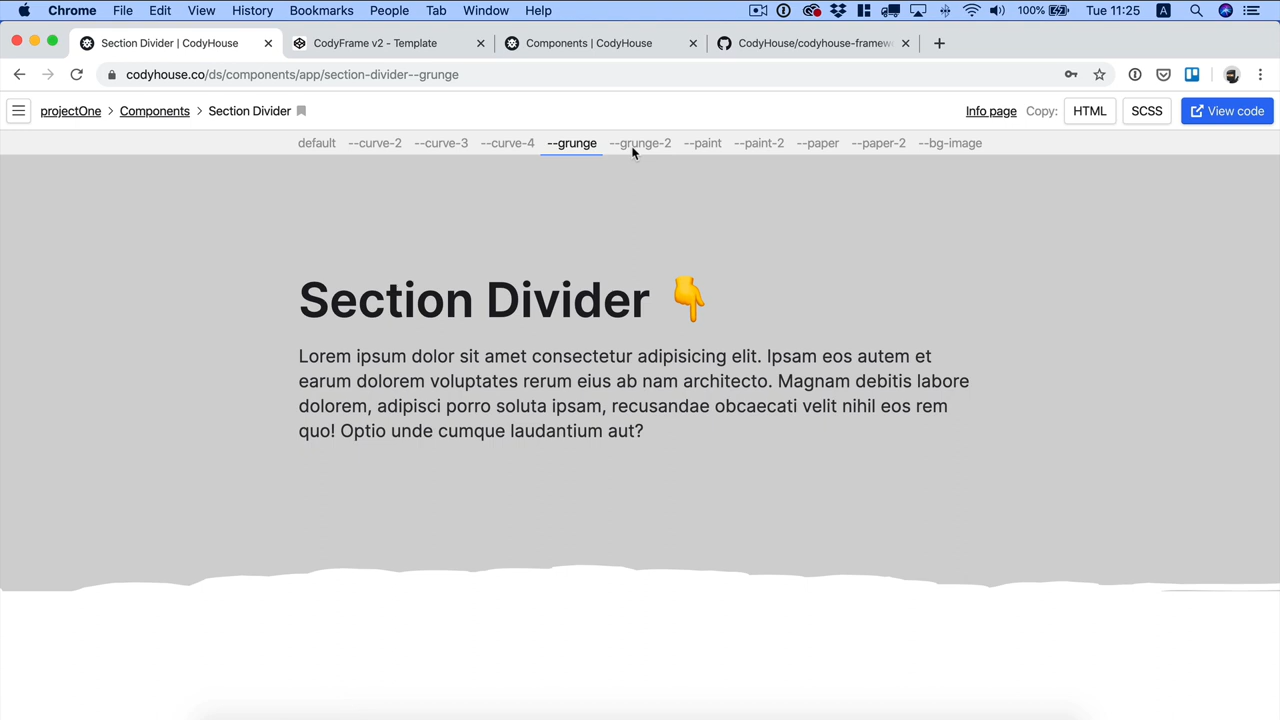 Chrome File Edit View History Bookmarks People Tab Window Help 100% Tue 11:25 A
Section Divider | CodyHouse CodyFrame v2 - Template Components | CodyHouse CodyHouse/codyhouse-framew
codyhouse.co/ds/components/app/section-divider--grunge
projectOne > Components > Section Divider Info page Copy: HTML SCSS View code
default --curve-2 --curve-3 --curve-4 --grunge --grunge-2 --paint --paint-2 --paper --paper-2 --bg-image
Section Divider 👇
Lorem ipsum dolor sit amet consectetur adipisicing elit. Ipsam eos autem et
earum dolorem voluptates rerum eius ab nam architecto. Magnam debitis labore
dolorem, adipisci porro soluta ipsam, recusandae obcaecati velit nihil eos rem
quo! Optio unde cumque laudantium aut?